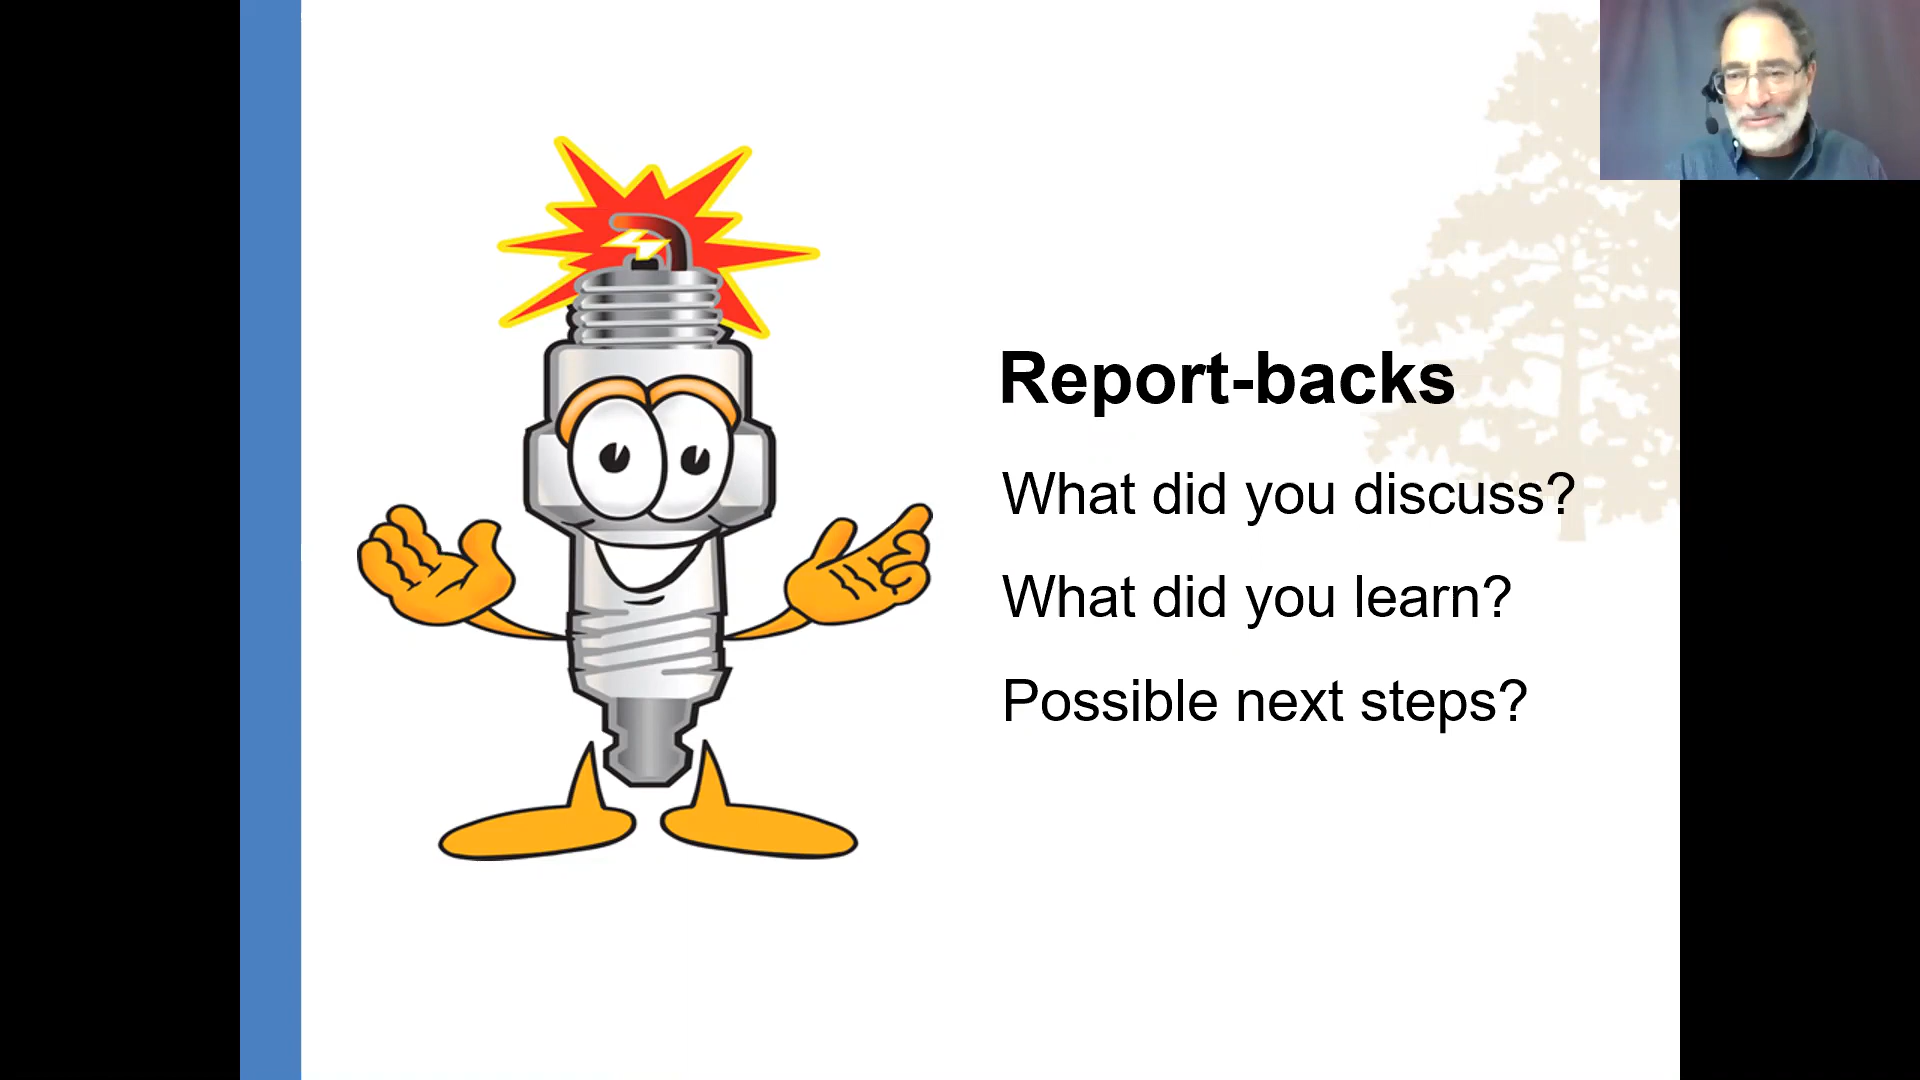 Report-backs
What did you discuss?
What did you learn?
Possible next steps?